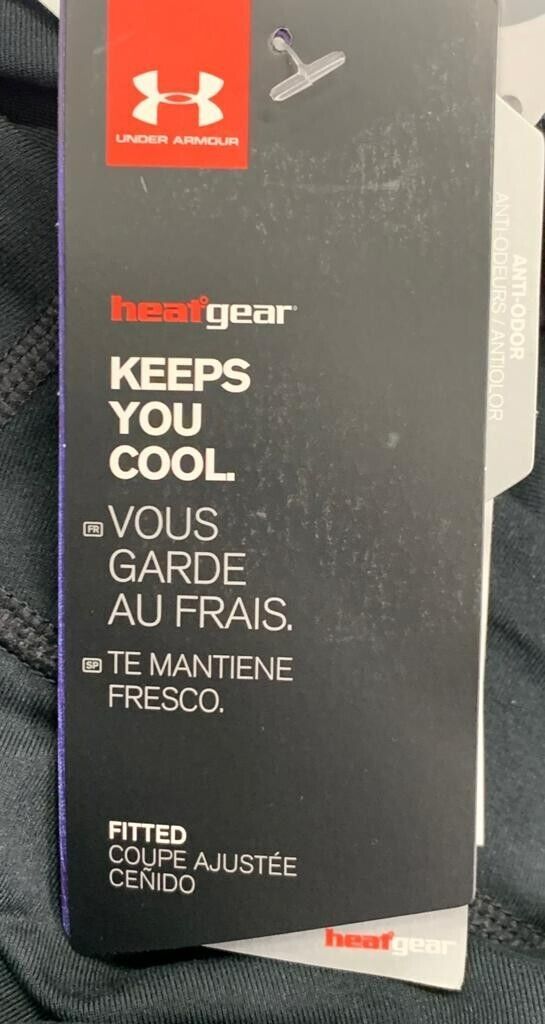 UNDER ARMOUR
heatgear®
KEEPS
YOU
COOL.
FR VOUS
GARDE
AU FRAIS.
SP TE MANTIENE
FRESCO.
FITTED
COUPE AJUSTÉE
CEÑIDO
ANTI-ODOR
ANTI-ODEURS / ANTIOLOR
heatgear